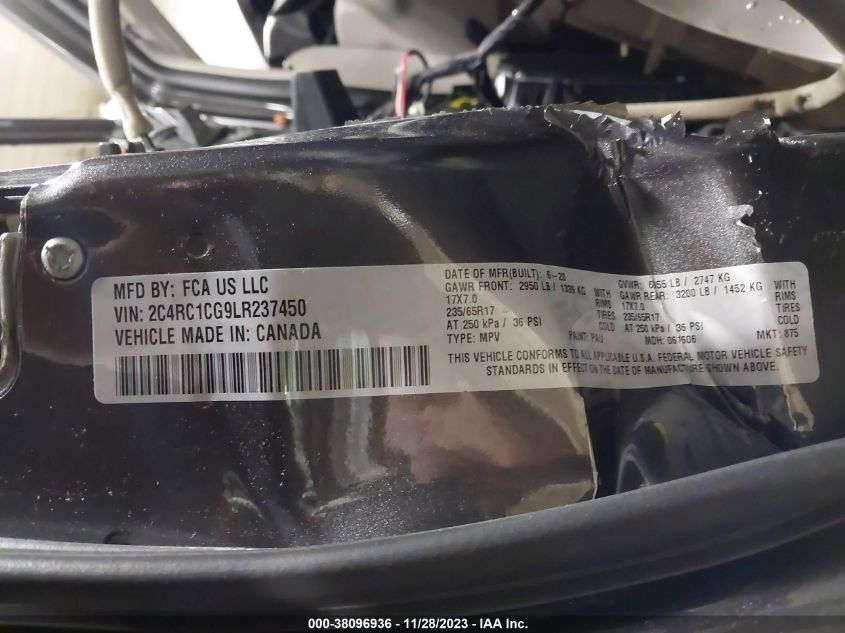 MFD BY: FCA US LLC
VIN: 2C4RC1CG9LR237450
VEHICLE MADE IN: CANADA
DATE OF MFR(BUILT): 6-20
GAWR FRONT: 2950 LB / 1339 KG
17X7.0
235/65R17
AT 250 kPa / 36 PSI
TYPE: MPV
WITH
RIMS
TIRES
COLD
PAINT PAU
GVWR: 6055 LB / 2747 KG
GAWR REAR: 3200 LB / 1452 KG
17X7.0
235/65R17
AT 250 kPa / 36 PSI
MDH: 061606
WITH
RIMS
TIRES
COLD
MKT: 875
THIS VEHICLE CONFORMS TO ALL APPLICABLE U.S.A. FEDERAL MOTOR VEHICLE SAFETY
STANDARDS IN EFFECT ON THE DATE OF MANUFACTURE SHOWN ABOVE.
000-38096936 - 11/28/2023 - IAAI.com